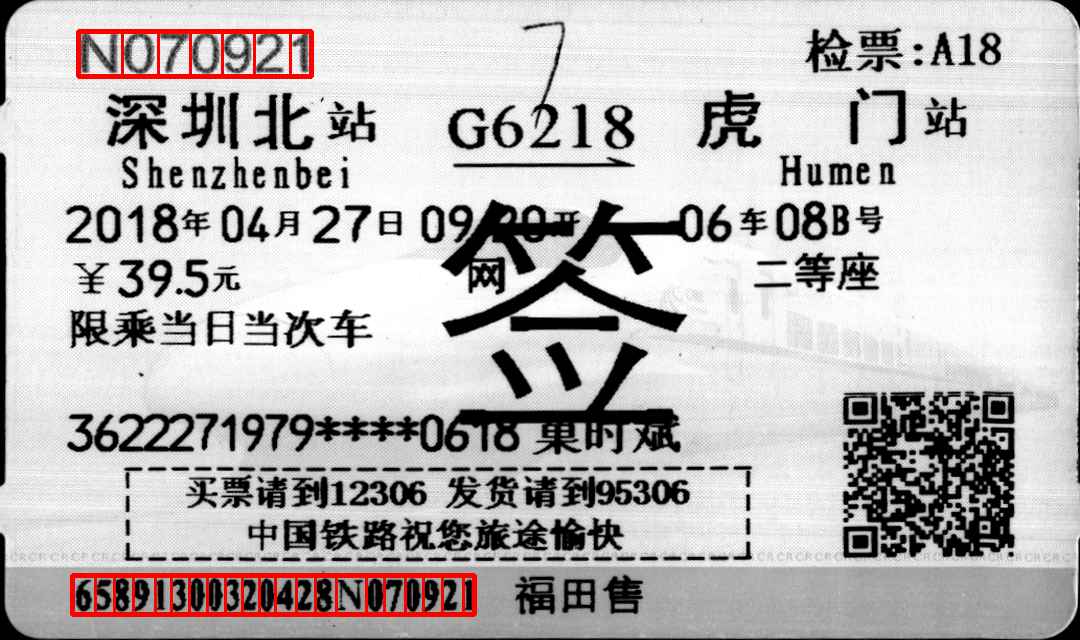 N070921 检票:A18
深圳北站 G6218 虎门站
Shenzhenbei Humen
2018年04月27日 09:20开 06车08B号
￥39.5元 网 二等座
签
限乘当日当次车
3622271979****0618 时斌
买票请到12306 发货请到95306
中国铁路祝您旅途愉快
65891300320428N070921 福田售